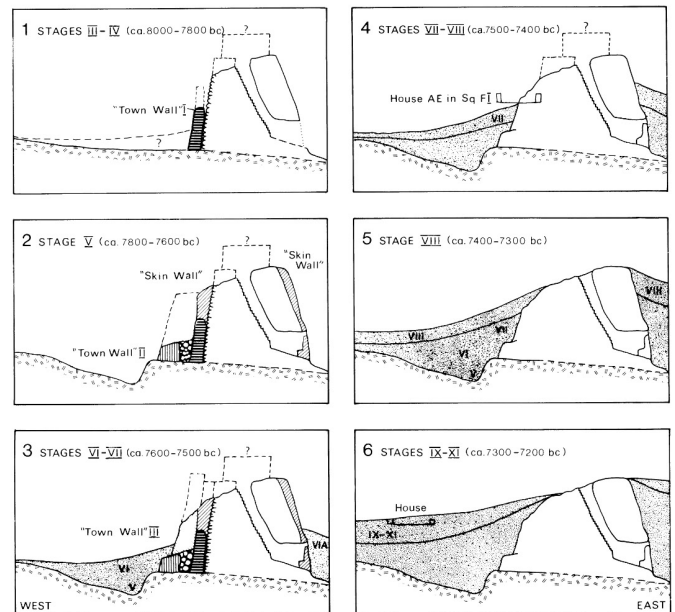 1 STAGES III-IV (ca. 8000-7800 bc)
?
"Town Wall" I
?
2 STAGE V (ca. 7800-7600 bc)
?
"Skin Wall"
"Skin
Wall"
"Town Wall" II
3 STAGES VI-VII (ca. 7600-7500 bc)
?
"Town Wall" III
VI
V
VIA
WEST
4 STAGES VII-VIII (ca. 7500-7400 bc)
?
House AE in Sq FI
VII
5 STAGE VIII (ca. 7400-7300 bc)
?
VIII
VIII
VII
VI
V
6 STAGES IX-XI (ca. 7300-7200 bc)
House
IX-XI
EAST